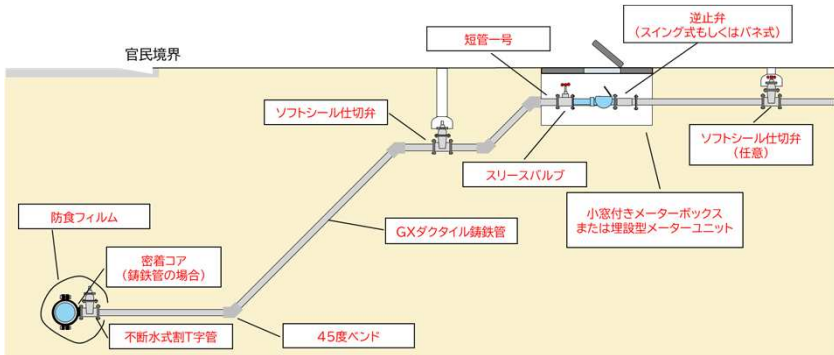 逆止弁
(スイング式もしくはバネ式)
短管一号
官民境界
ソフトシール仕切弁
ソフトシール仕切弁
(任意)
スリースバルブ
防食フィルム
小窓付きメーターボックス
または埋設型メーターユニット
GXダクタイル鋳鉄管
密着コア
(鋳鉄管の場合)
不断水式割T字管
45度ベンド